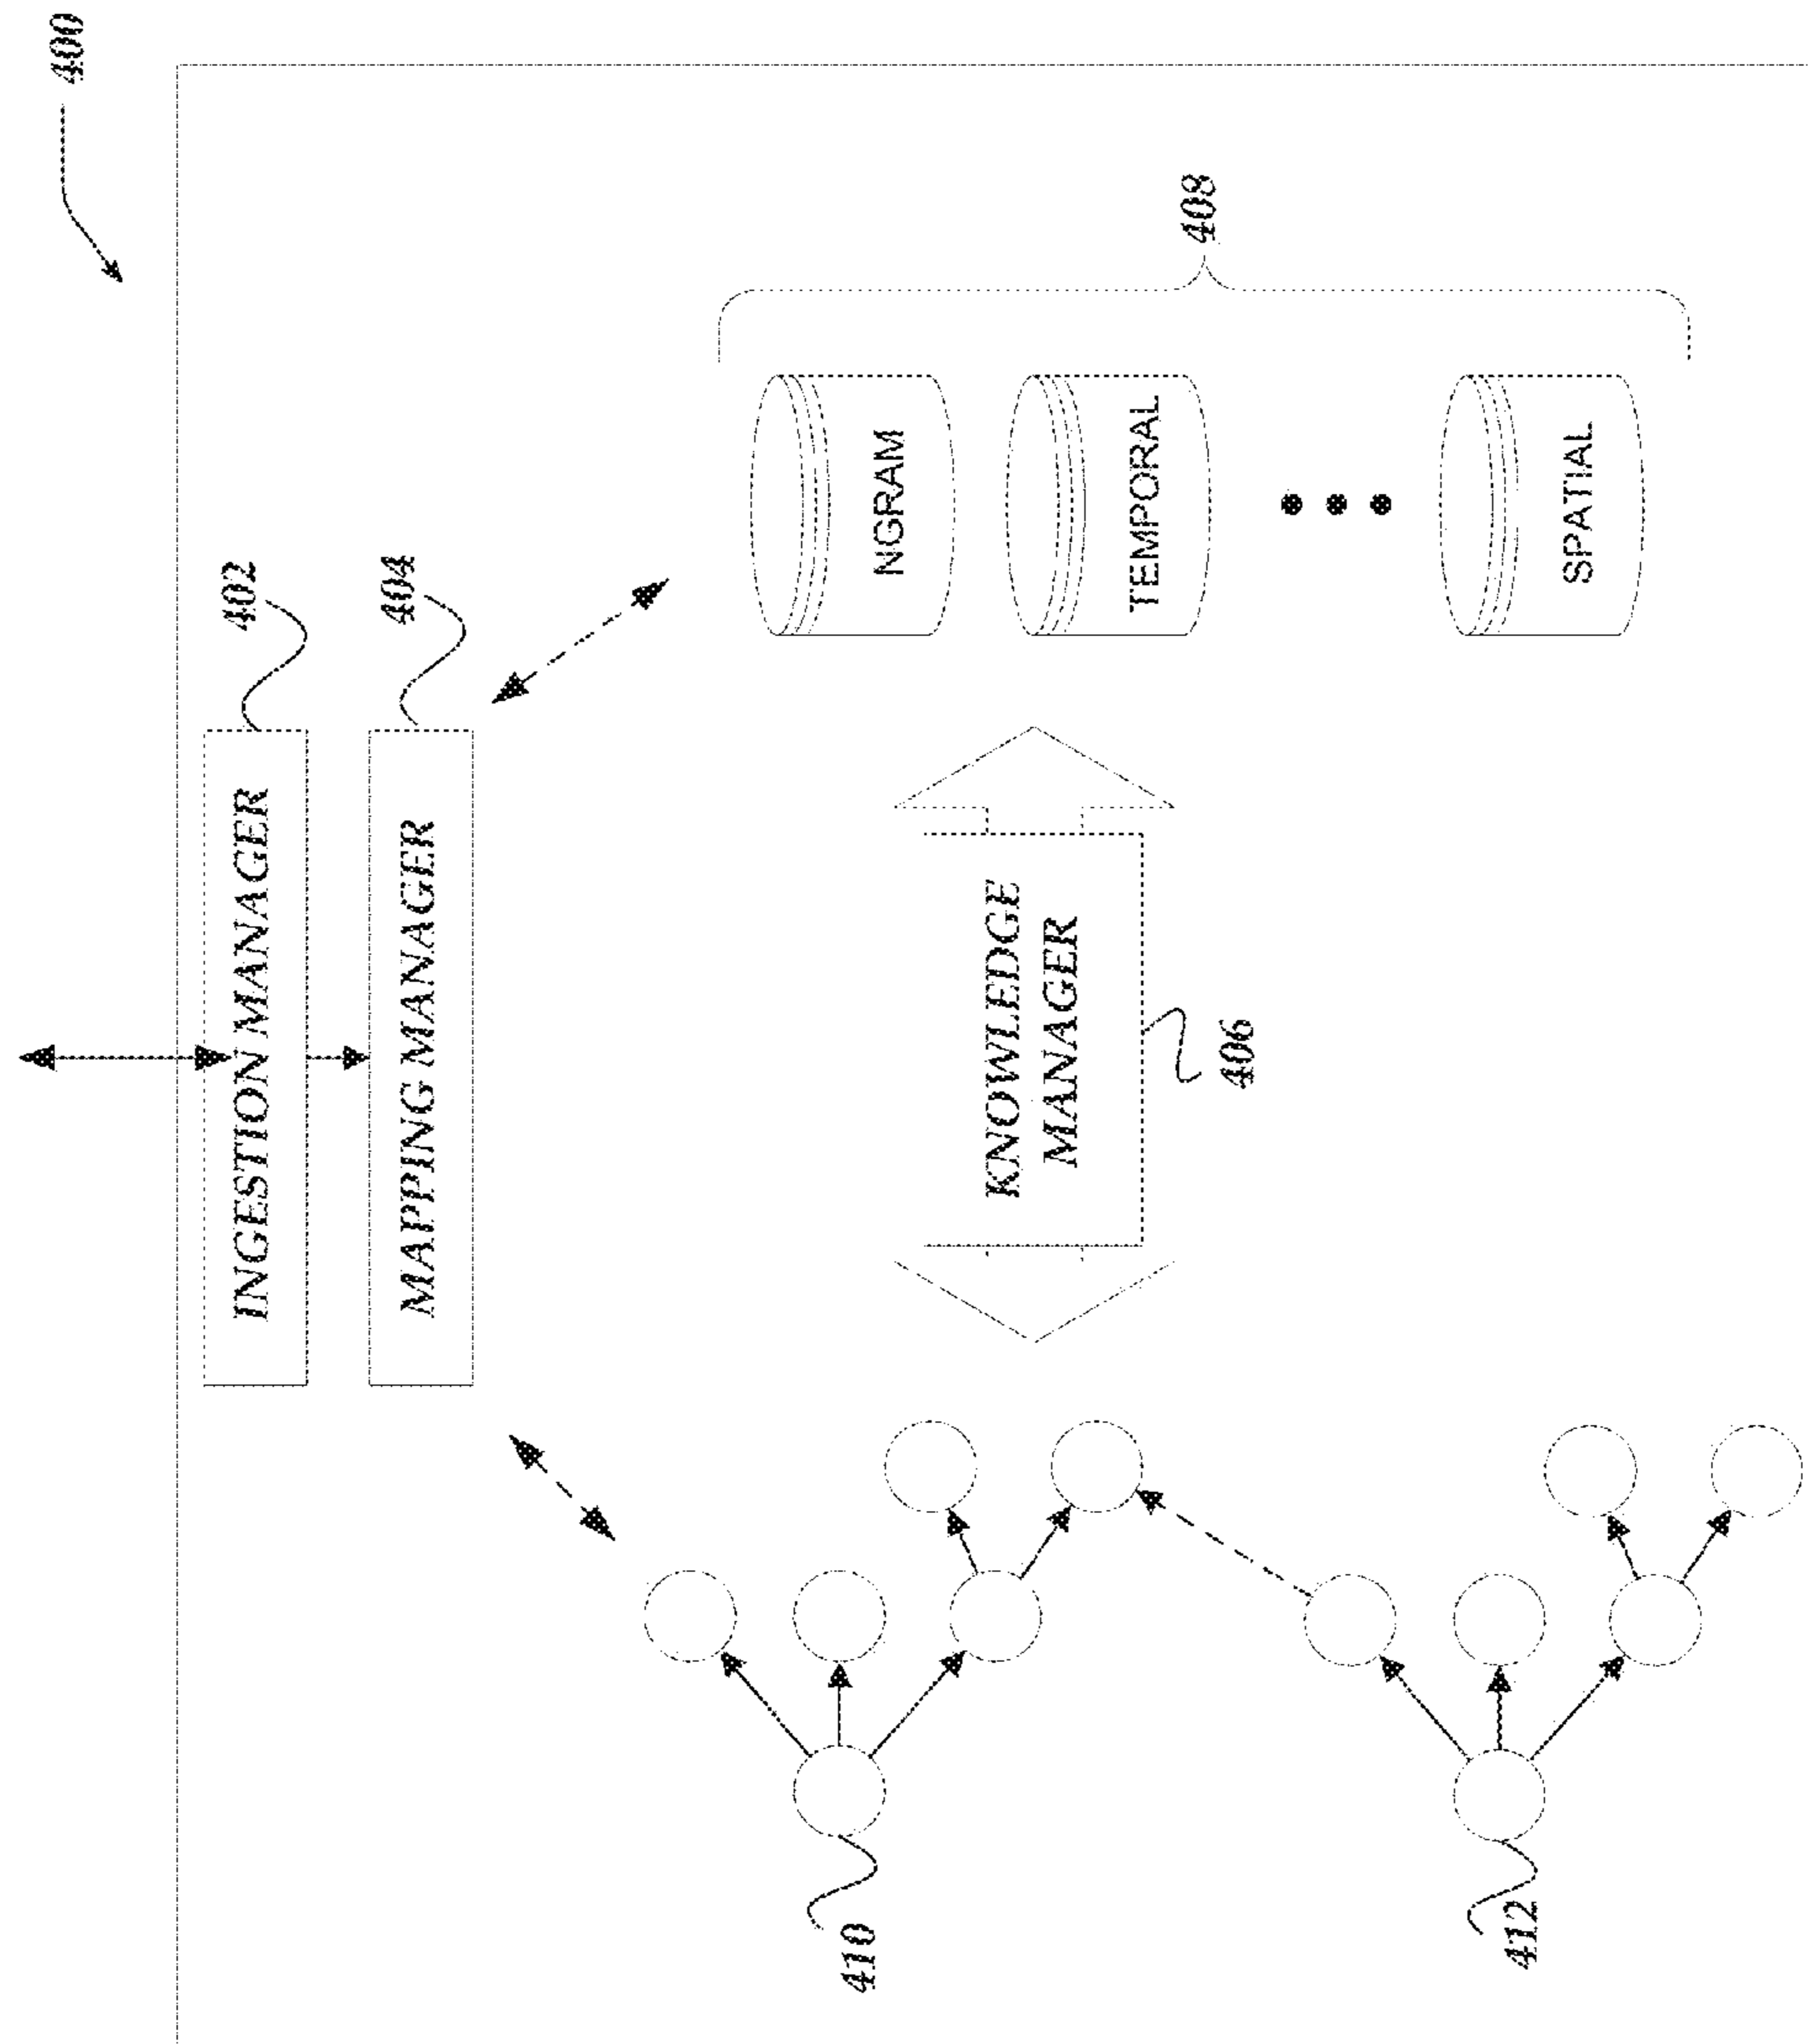 400
INGESTION MANAGER
402
MAPPING MANAGER
404
KNOWLEDGE
MANAGER
406
408
NGRAM
TEMPORAL
SPATIAL
410
412